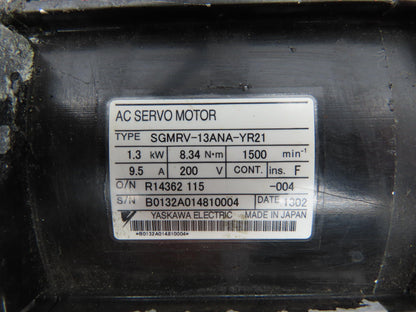 AC SERVO MOTOR
TYPE SGMRV-13ANA-YR21
1.3 kW 8.34 N·m 1500 min⁻¹
9.5 A 200 V CONT. ins. F
O/N R14362 115 -004
S/N B0132A014810004 DATE 1302
YASKAWA ELECTRIC MADE IN JAPAN
*B0132A014810004*